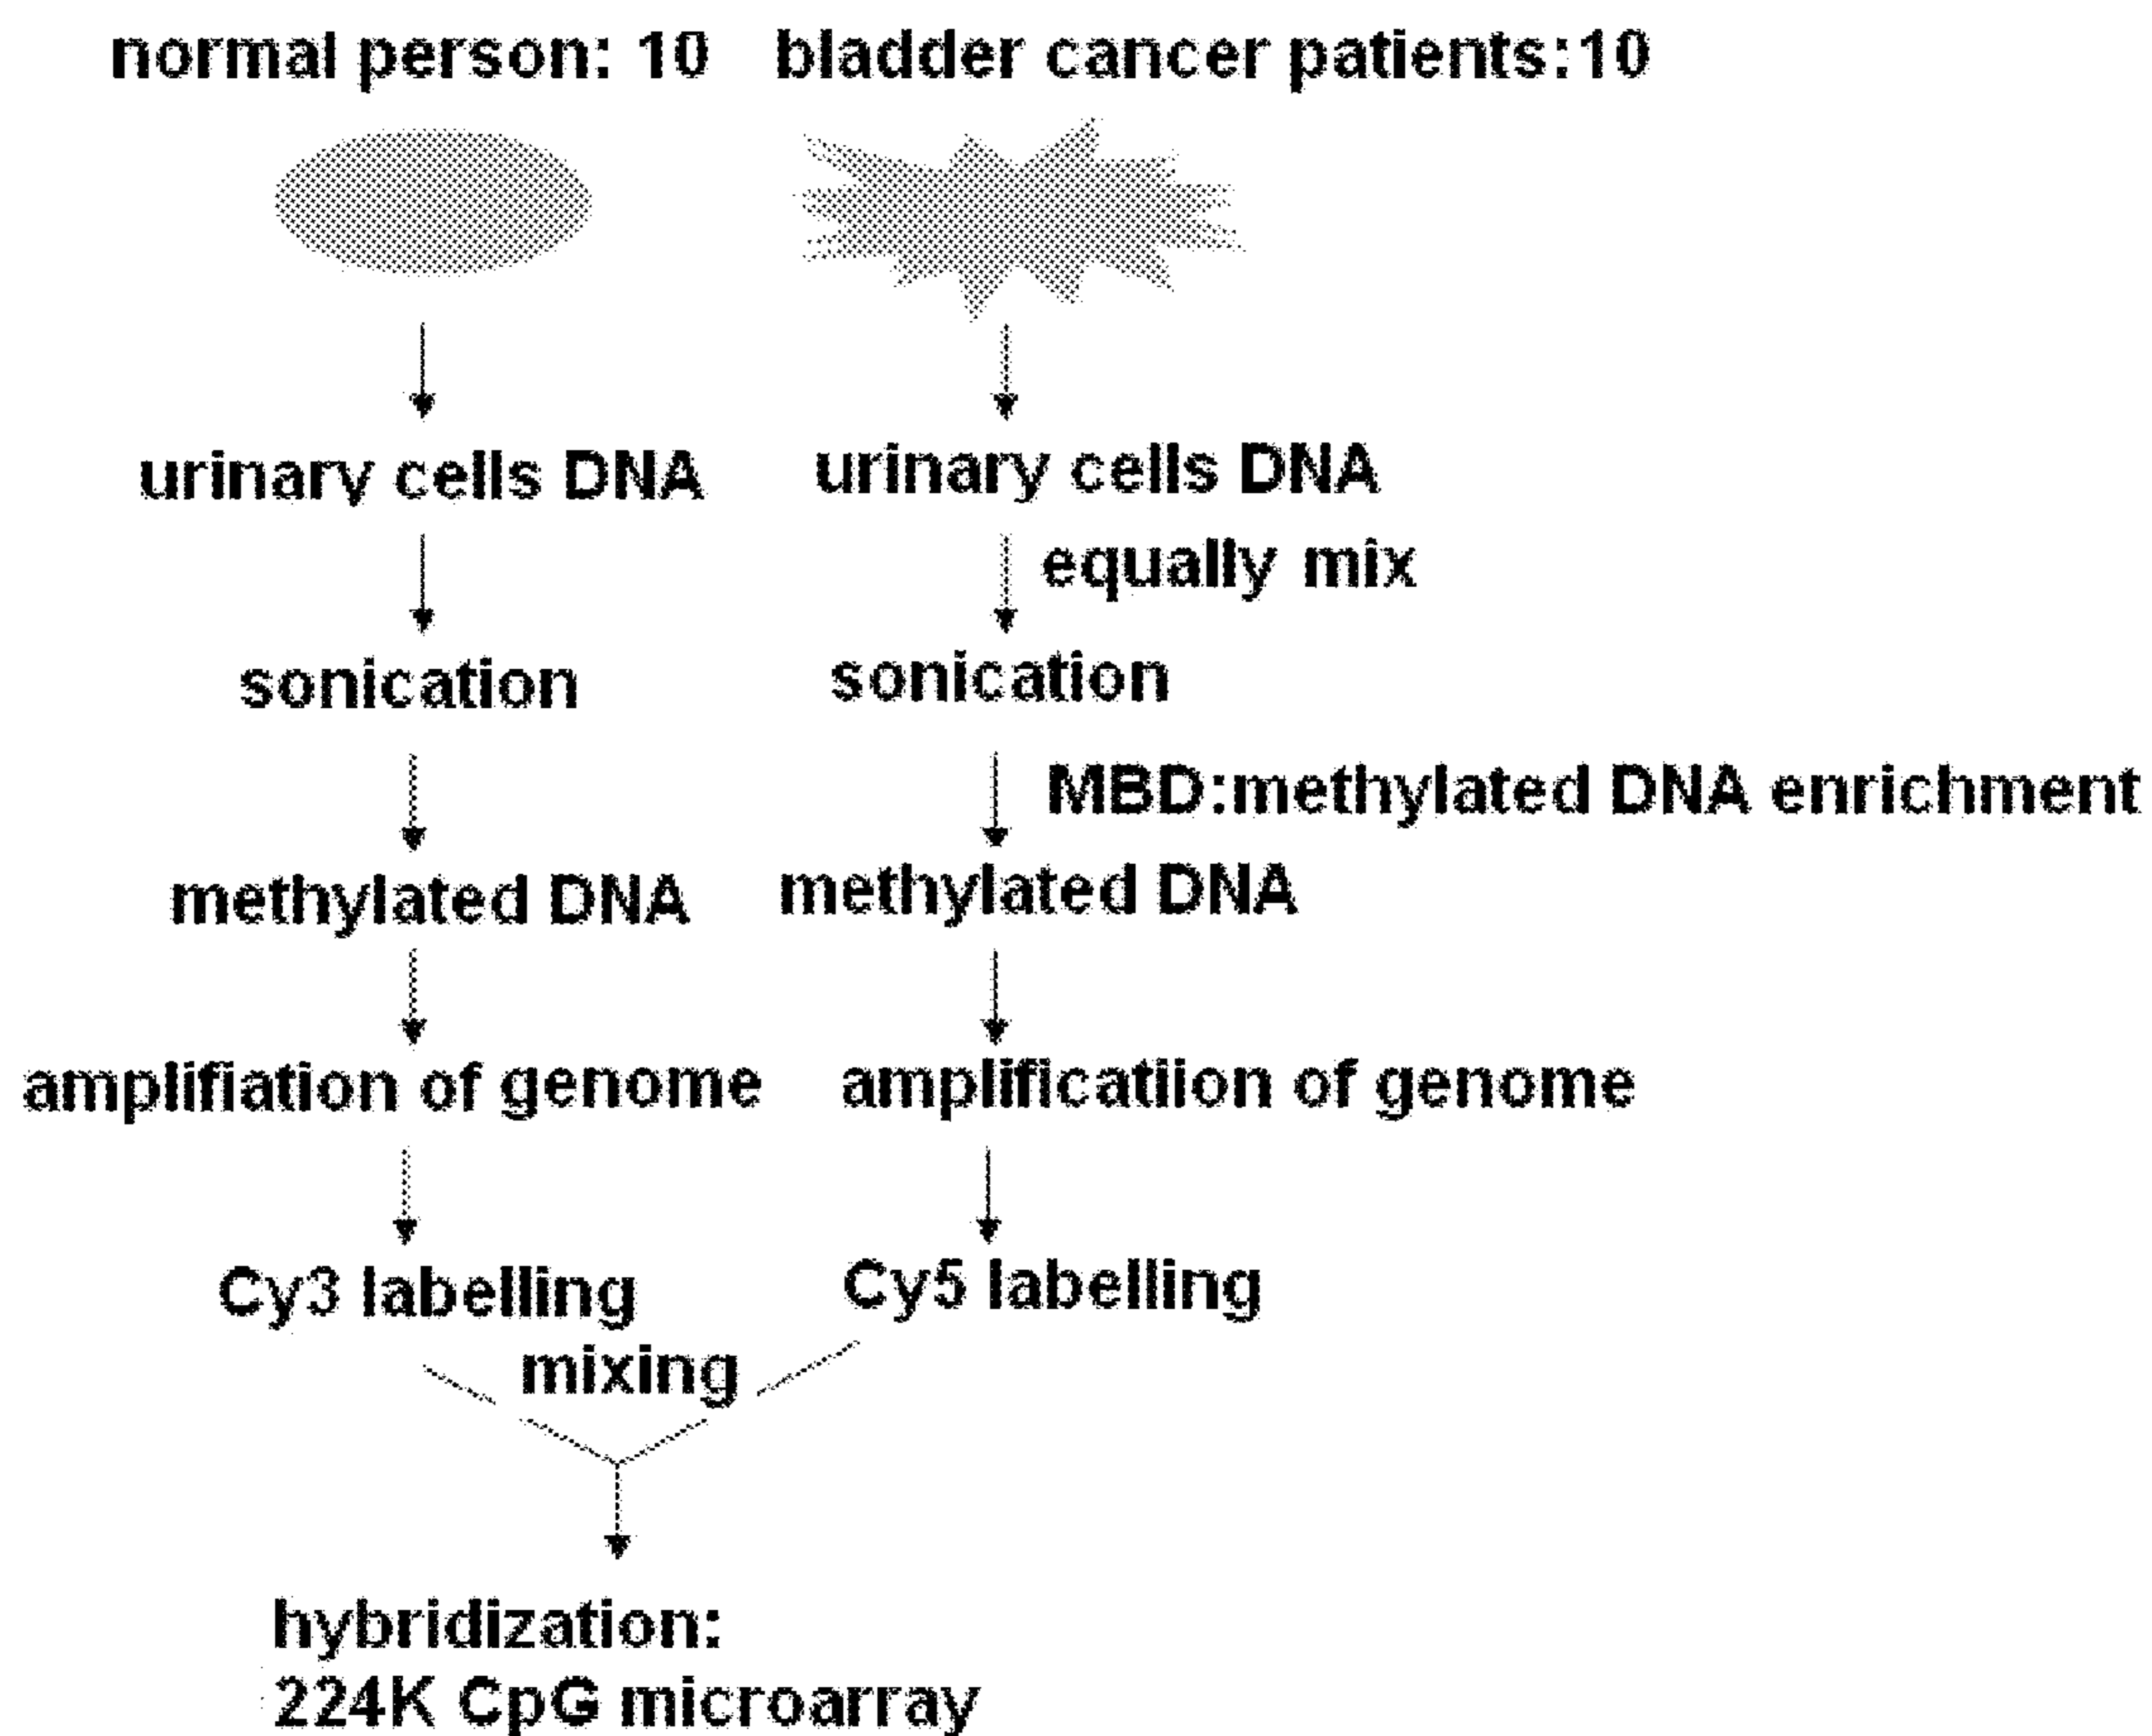 normal person: 10 bladder cancer patients:10
urinary cells DNA urinary cells DNA
equally mix
sonication sonication
MBD:methylated DNA enrichment
methylated DNA methylated DNA
amplifiation of genome amplificatiion of genome
Cy3 labelling Cy5 labelling
mixing
hybridization:
224K CpG microarray